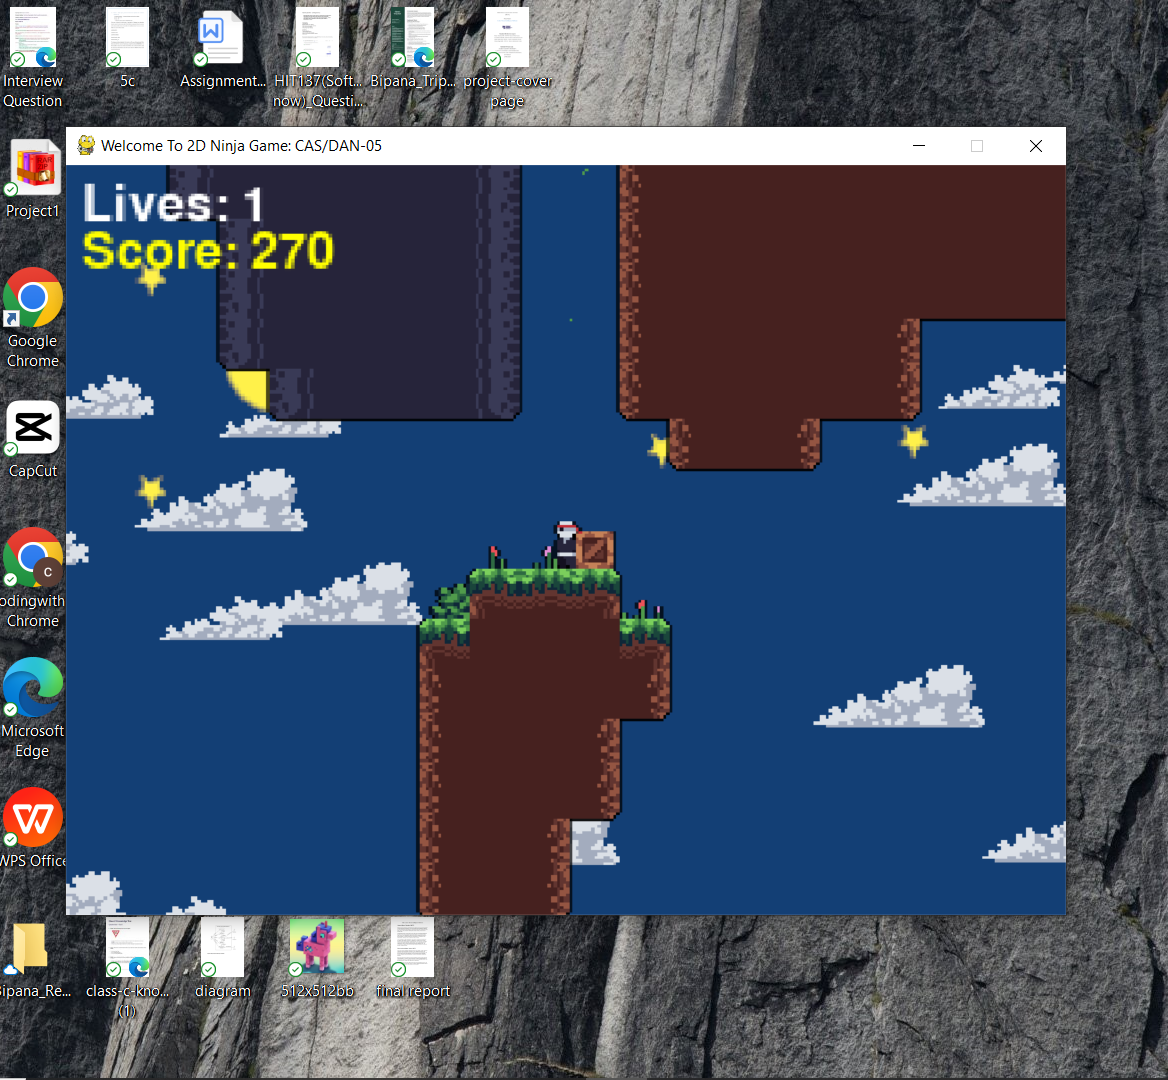 Interview
Question
5c
Assignment...
HIT137(Soft...
now)_Questi...
Bipana_Trip...
project-cover
page
Welcome To 2D Ninja Game: CAS/DAN-05
Lives: 1
Score: 270
Project1
Google
Chrome
CapCut
c
odingwith
Chrome
Microsoft
Edge
WPS Office
Bipana_Re...
class-c-kno...
(1)
diagram
512x512bb
final report